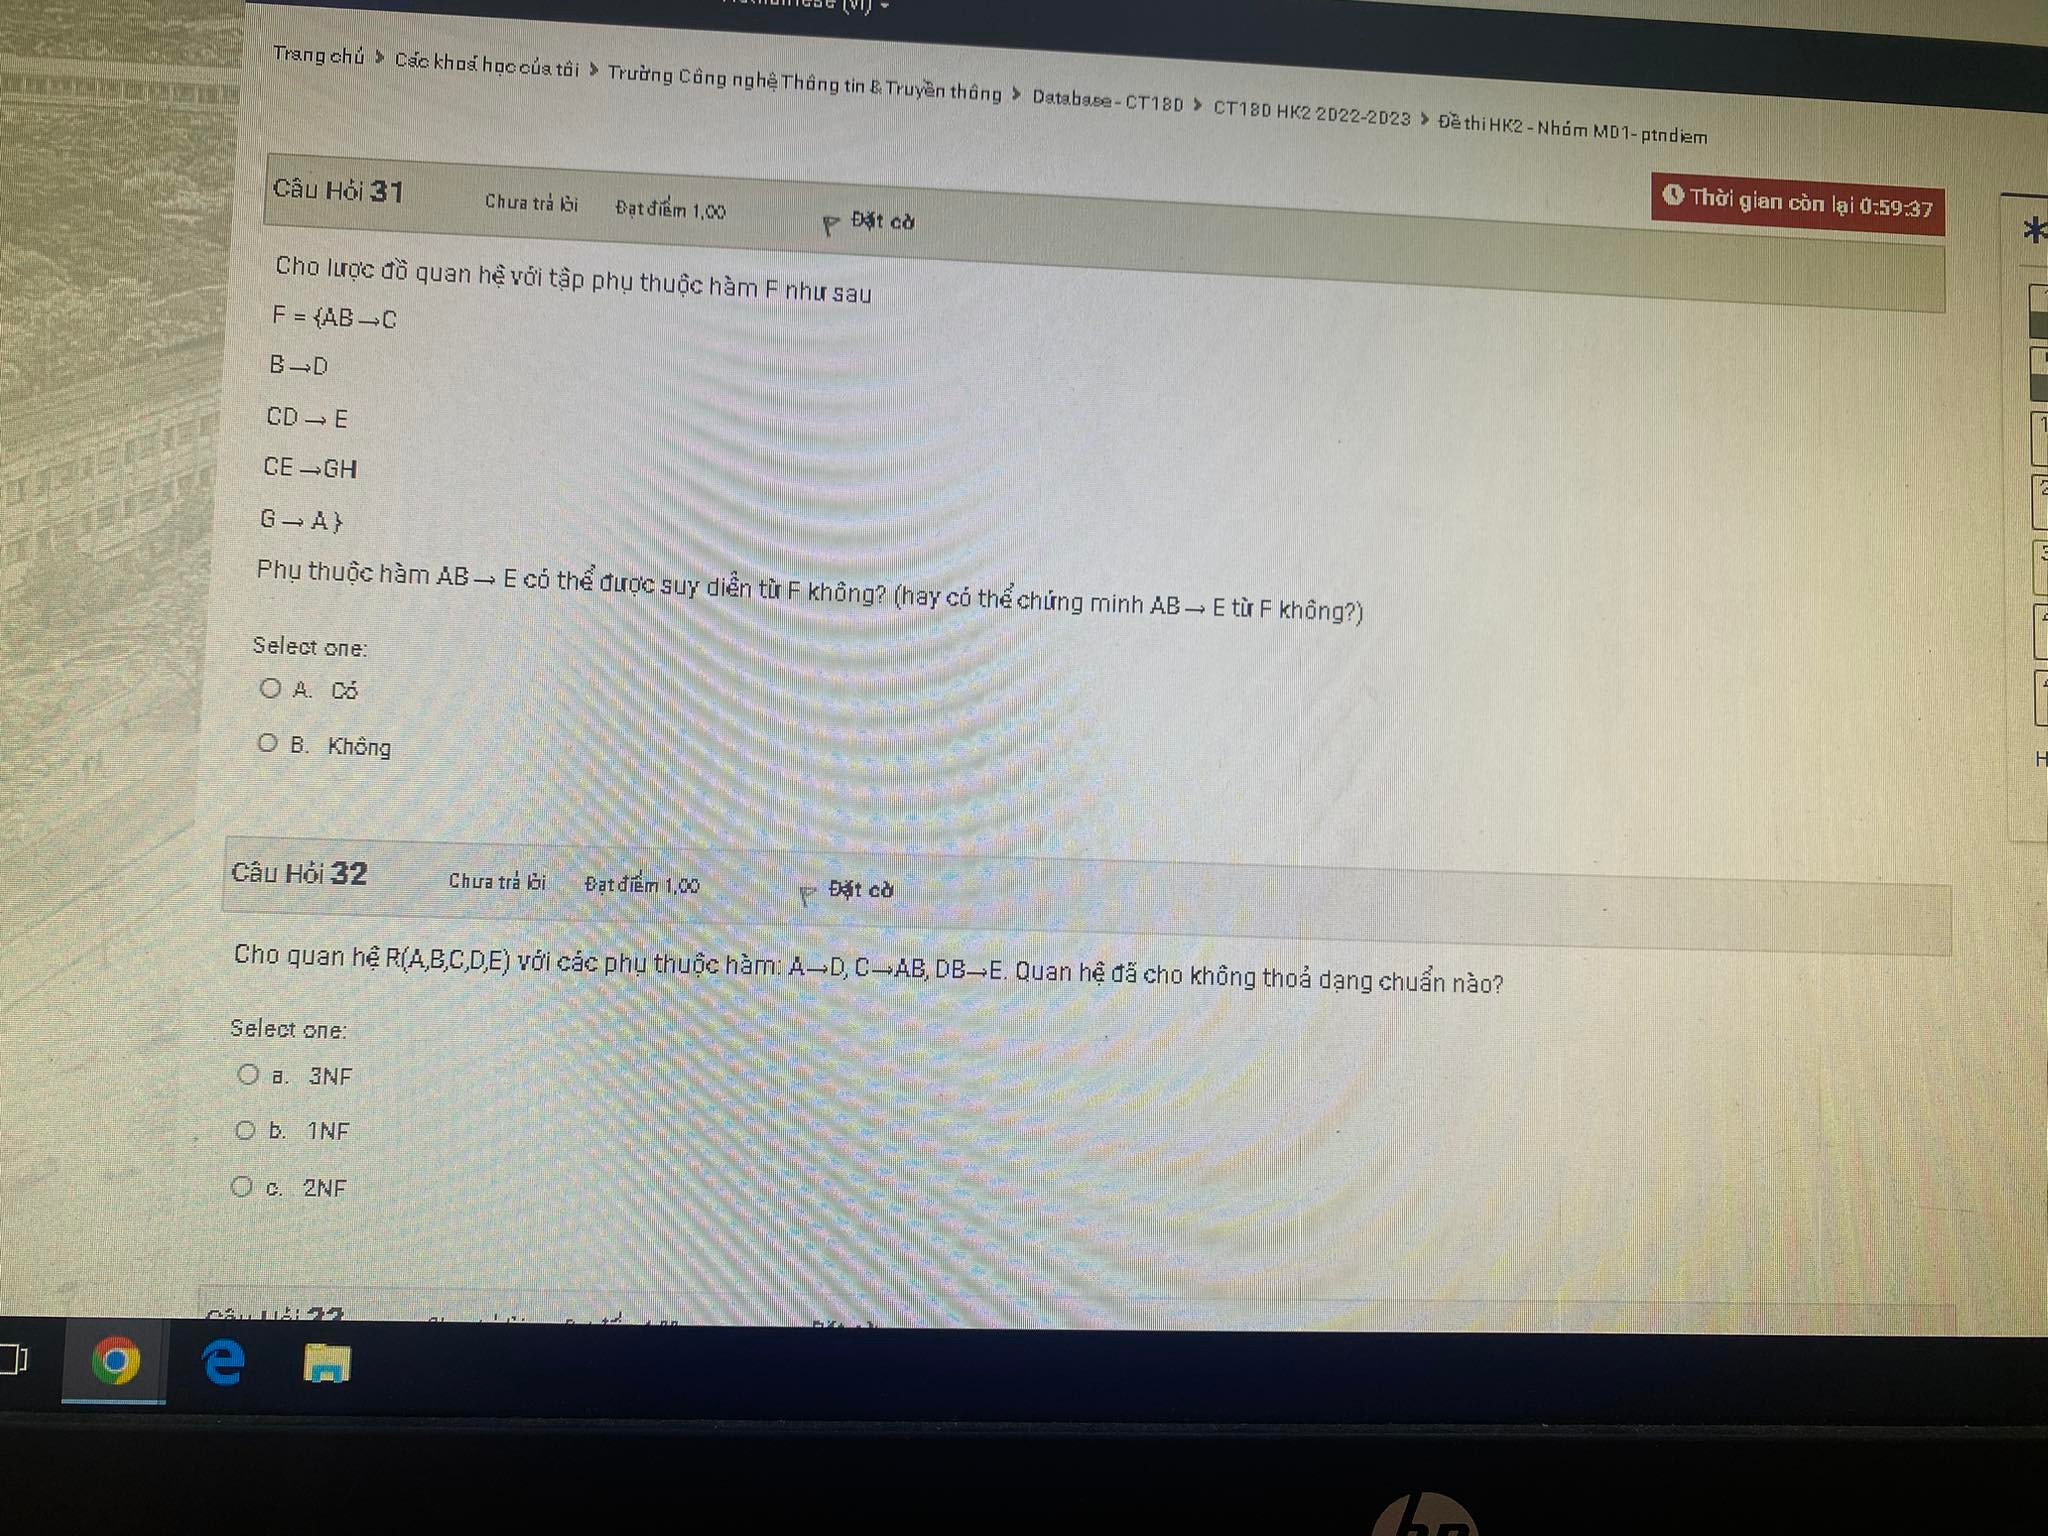 Trang chủ › Các khoá học của tôi › Trường Công nghệ Thông tin & Truyền thông › Database - CT180 › CT180 HK2 2022-2023 › Đề thi HK2 - Nhóm M01- ptndiem
Thời gian còn lại 0:59:37
Câu Hỏi 31 Chưa trả lời Đạt điểm 1,00 Đặt cờ
Cho lược đồ quan hệ với tập phụ thuộc hàm F như sau
F = {AB→C
B→D
CD → E
CE →GH
G → A }
Phụ thuộc hàm AB → E có thể được suy diễn từ F không? (hay có thể chứng minh AB → E từ F không?)
Select one:
A. Có
B. Không
Câu Hỏi 32 Chưa trả lời Đạt điểm 1,00 Đặt cờ
Cho quan hệ R(A,B,C,D,E) với các phụ thuộc hàm: A→D, C→AB, DB→E. Quan hệ đã cho không thoả dạng chuẩn nào?
Select one:
a. 3NF
b. 1NF
c. 2NF
hp